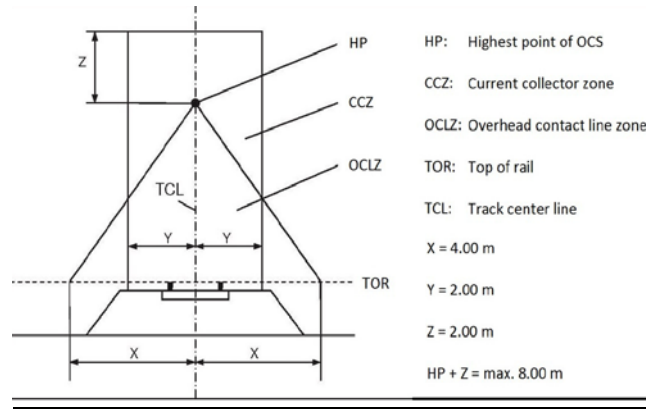 Z
HP
CCZ
OCLZ
TCL
Y
Y
TOR
X
X
HP: Highest point of OCS
CCZ: Current collector zone
OCLZ: Overhead contact line zone
TOR: Top of rail
TCL: Track center line
X = 4.00 m
Y = 2.00 m
Z = 2.00 m
HP + Z = max. 8.00 m